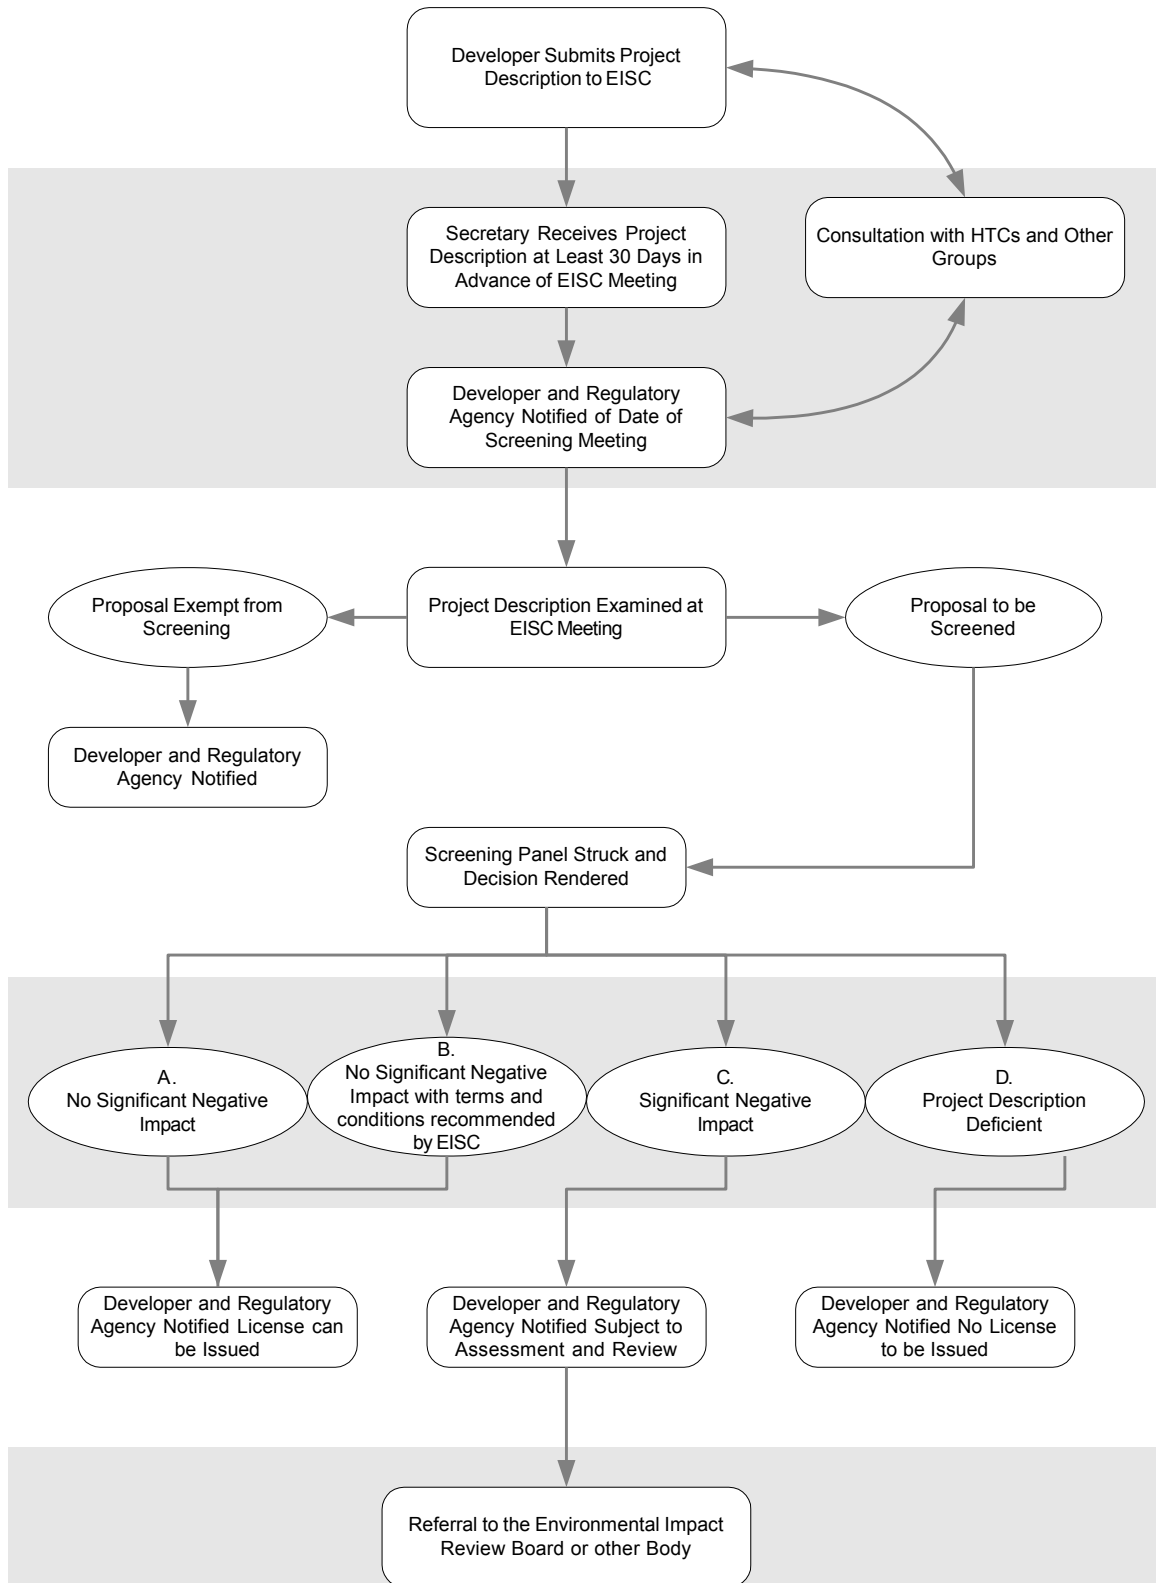 Developer Submits Project
Description to EISC
Secretary Receives Project
Description at Least 30 Days in
Advance of EISC Meeting
Consultation with HTCs and Other
Groups
Developer and Regulatory
Agency Notified of Date of
Screening Meeting
Proposal Exempt from
Screening
Project Description Examined at
EISC Meeting
Proposal to be
Screened
Developer and Regulatory
Agency Notified
Screening Panel Struck and
Decision Rendered
A.
No Significant Negative
Impact
B.
No Significant Negative
Impact with terms and
conditions recommended
by EISC
C.
Significant Negative
Impact
D.
Project Description
Deficient
Developer and Regulatory
Agency Notified License can
be Issued
Developer and Regulatory
Agency Notified Subject to
Assessment and Review
Developer and Regulatory
Agency Notified No License
to be Issued
Referral to the Environmental Impact
Review Board or other Body